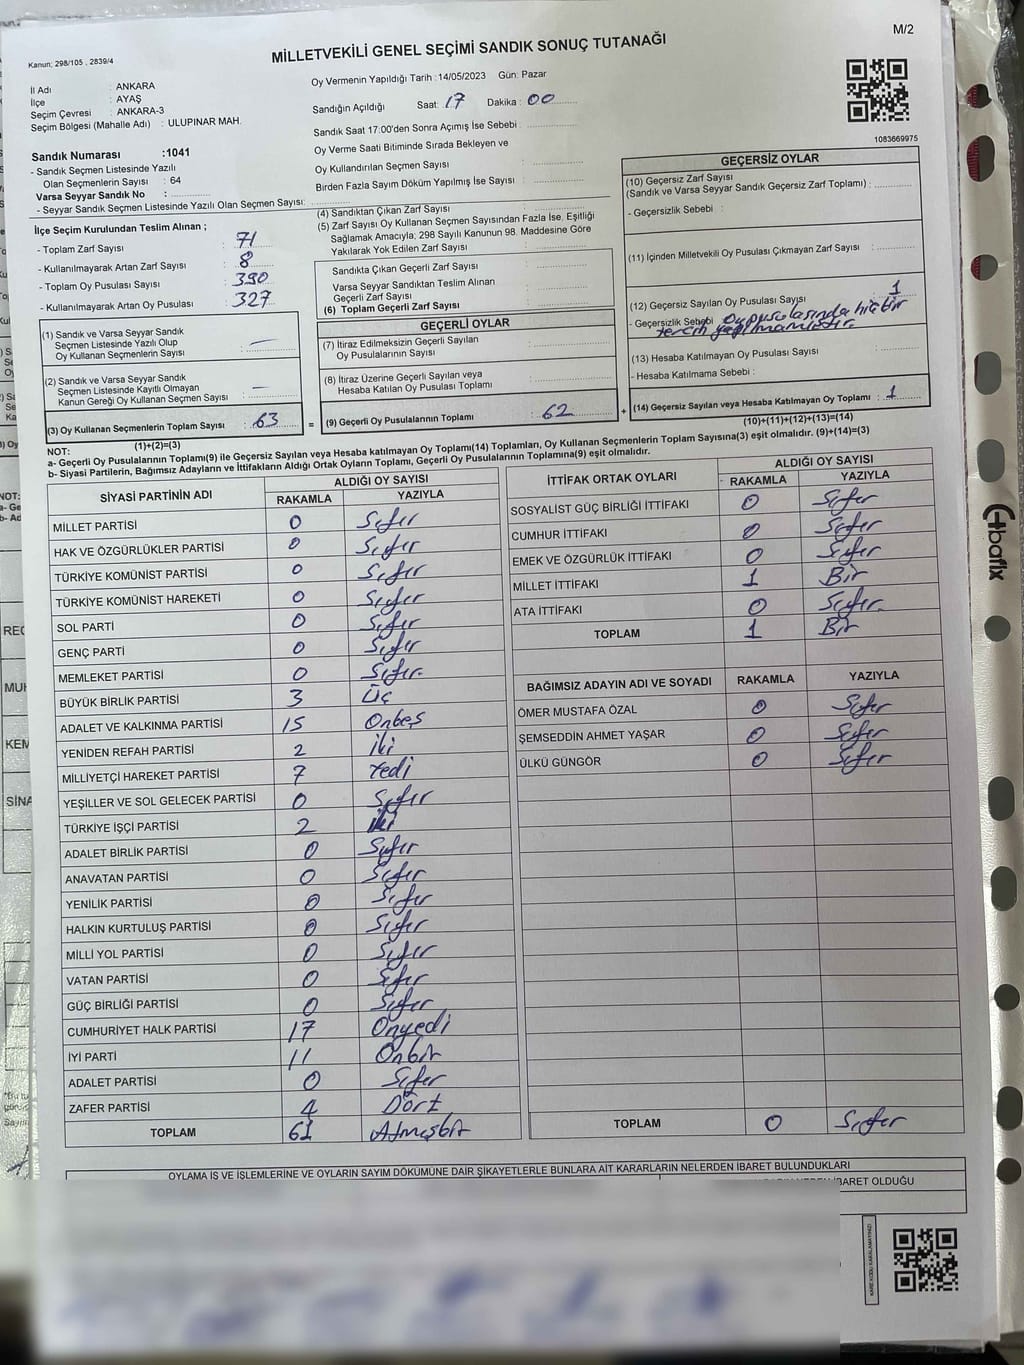 M/2
MİLLETVEKİLİ GENEL SEÇİMİ SANDIK SONUÇ TUTANAĞI
Kanun; 298/105 , 2839/4
İl Adı : ANKARA
İlçe : AYAŞ
Seçim Çevresi : ANKARA-3
Seçim Bölgesi (Mahalle Adı) : ULUPINAR MAH.
Oy Vermenin Yapıldığı Tarih :14/05/2023 Gün: Pazar
Sandığın Açıldığı Saat: 17 Dakika : 00
Sandık Saat 17:00'den Sonra Açımış İse Sebebi :
Oy Verme Saati Bitiminde Sırada Bekleyen ve
Oy Kullandırılan Seçmen Sayısı :
Birden Fazla Sayım Döküm Yapılmış İse Sayısı :
1083669975
Sandık Numarası :1041
- Sandık Seçmen Listesinde Yazılı
Olan Seçmenlerin Sayısı : 64
Varsa Seyyar Sandık No :
- Seyyar Sandık Seçmen Listesinde Yazılı Olan Seçmen Sayısı:
İlçe Seçim Kurulundan Teslim Alınan ;
- Toplam Zarf Sayısı : 71
- Kullanılmayarak Artan Zarf Sayısı : 8
- Toplam Oy Pusulası Sayısı : 390
- Kullanılmayarak Artan Oy Pusulası : 327
(1) Sandık ve Varsa Seyyar Sandık
Seçmen Listesinde Yazılı Olup
Oy Kullanan Seçmenlerin Sayısı : —
(2) Sandık ve Varsa Seyyar Sandık
Seçmen Listesinde Kayıtlı Olmayan
Kanun Gereği Oy Kullanan Seçmen Sayısı : —
(3) Oy Kullanan Seçmenlerin Toplam Sayısı : 63
(1)+(2)=(3)
(4) Sandıktan Çıkan Zarf Sayısı :
(5) Zarf Sayısı Oy Kullanan Seçmen Sayısından Fazla İse, Eşitliği
Sağlamak Amacıyla; 298 Sayılı Kanunun 98. Maddesine Göre
Yakılarak Yok Edilen Zarf Sayısı :
Sandıkta Çıkan Geçerli Zarf Sayısı :
Varsa Seyyar Sandıktan Teslim Alınan
Geçerli Zarf Sayısı :
(6) Toplam Geçerli Zarf Sayısı :
GEÇERLİ OYLAR
(7) İtiraz Edilmeksizin Geçerli Sayılan
Oy Pusulalarının Sayısı :
(8) İtiraz Üzerine Geçerli Sayılan veya
Hesaba Katılan Oy Pusulası Toplamı :
= (9) Geçerli Oy Pusulalarının Toplamı : 62
GEÇERSİZ OYLAR
(10) Geçersiz Zarf Sayısı
(Sandık ve Varsa Seyyar Sandık Geçersiz Zarf Toplamı) :
- Geçersizlik Sebebi :
(11) İçinden Milletvekili Oy Pusulası Çıkmayan Zarf Sayısı :
(12) Geçersiz Sayılan Oy Pusulası Sayısı : 1
- Geçersizlik Sebebi Oy pusulasında hiçbir
tercih yapılmamıştır.
(13) Hesaba Katılmayan Oy Pusulası Sayısı :
- Hesaba Katılmama Sebebi :
+ (14) Geçersiz Sayılan veya Hesaba Katılmayan Oy Toplamı : 1
(10)+(11)+(12)+(13)=(14)
NOT:
a- Geçerli Oy Pusulasının Toplamı(9) ile Geçersiz Sayılan veya Hesaba katılmayan Oy Toplamı(14) Toplamları, Oy Kullanan Seçmenlerin Toplam Sayısına(3) eşit olmalıdır. (9)+(14)=(3)
b- Siyasi Partilerin, Bağımsız Adayların ve İttifakların Aldığı Ortak Oyların Toplamı, Geçerli Oy Pusulalarının Toplamına(9) eşit olmalıdır.
SİYASİ PARTİNİN ADI ALDIĞI OY SAYISI
RAKAMLA YAZIYLA
MİLLET PARTİSİ 0 Sıfır
HAK VE ÖZGÜRLÜKLER PARTİSİ 0 Sıfır
TÜRKİYE KOMÜNİST PARTİSİ 0 Sıfır
TÜRKİYE KOMÜNİST HAREKETİ 0 Sıfır
SOL PARTİ 0 Sıfır
GENÇ PARTİ 0 Sıfır
MEMLEKET PARTİSİ 0 Sıfır.
BÜYÜK BİRLİK PARTİSİ 3 Üç
ADALET VE KALKINMA PARTİSİ 15 Onbeş
YENİDEN REFAH PARTİSİ 2 iki
MİLLİYETÇİ HAREKET PARTİSİ 7 Yedi
YEŞİLLER VE SOL GELECEK PARTİSİ 0 Sıfır
TÜRKİYE İŞÇİ PARTİSİ 2 iki
ADALET BİRLİK PARTİSİ 0 Sıfır
ANAVATAN PARTİSİ 0 Sıfır
YENİLİK PARTİSİ 0 Sıfır
HALKIN KURTULUŞ PARTİSİ 0 Sıfır
MİLLİ YOL PARTİSİ 0 Sıfır
VATAN PARTİSİ 0 Sıfır
GÜÇ BİRLİĞİ PARTİSİ 0 Sıfır
CUMHURİYET HALK PARTİSİ 17 Onyedi
İYİ PARTİ 11 Onbir
ADALET PARTİSİ 0 Sıfır
ZAFER PARTİSİ 4 Dört
TOPLAM 61 Atmışbir
İTTİFAK ORTAK OYLARI ALDIĞI OY SAYISI
RAKAMLA YAZIYLA
SOSYALİST GÜÇ BİRLİĞİ İTTİFAKI 0 Sıfır
CUMHUR İTTİFAKI 0 Sıfır
EMEK VE ÖZGÜRLÜK İTTİFAKI 0 Sıfır
MİLLET İTTİFAKI 1 Bir
ATA İTTİFAKI 0 Sıfır.
TOPLAM 1 Bir
BAĞIMSIZ ADAYIN ADI VE SOYADI RAKAMLA YAZIYLA
ÖMER MUSTAFA ÖZAL 0 Sıfır
ŞEMSEDDİN AHMET YAŞAR 0 Sıfır
ÜLKÜ GÜNGÖR 0 Sıfır
TOPLAM 0 Sıfır
OYLAMA İŞ VE İŞLEMLERİNE VE OYLARIN SAYIM DÖKÜMÜNE DAİR ŞİKAYETLERLE BUNLARA AİT KARARLARIN NELERDEN İBARET BULUNDUKLARI
İBARET OLDUĞU
KARE KODU KARALAMAYINIZ!
bafix